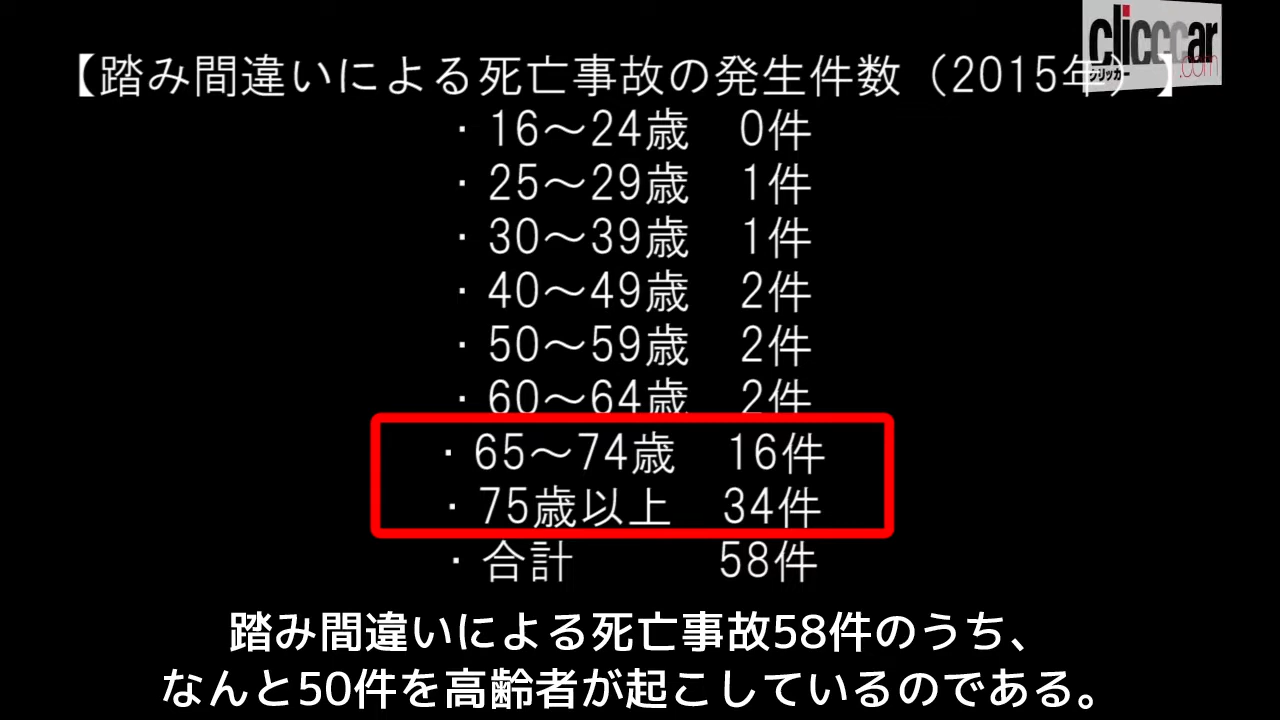 cliccar
クリッカー
.com
【踏み間違いによる死亡事故の発生件数（2015年）】
・16～24歳　0件
・25～29歳　1件
・30～39歳　1件
・40～49歳　2件
・50～59歳　2件
・60～64歳　2件
・65～74歳　16件
・75歳以上　34件
・合計　58件
踏み間違いによる死亡事故58件のうち、
なんと50件を高齢者が起こしているのである。